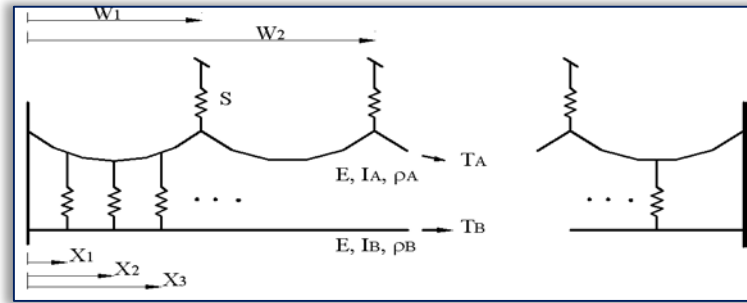 W1
W2
S
TA
E, IA, ρA
. . .
. . .
TB
E, IB, ρB
X1
X2
X3